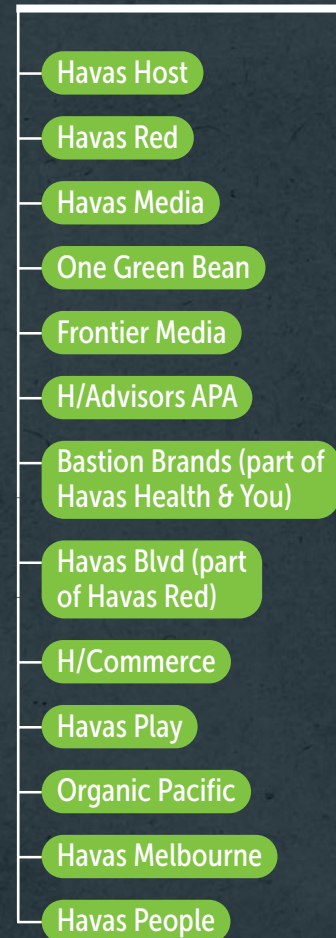 Havas Host
Havas Red
Havas Media
One Green Bean
Frontier Media
H/Advisors APA
Bastion Brands (part of
Havas Health & You)
Havas Blvd (part
of Havas Red)
H/Commerce
Havas Play
Organic Pacific
Havas Melbourne
Havas People